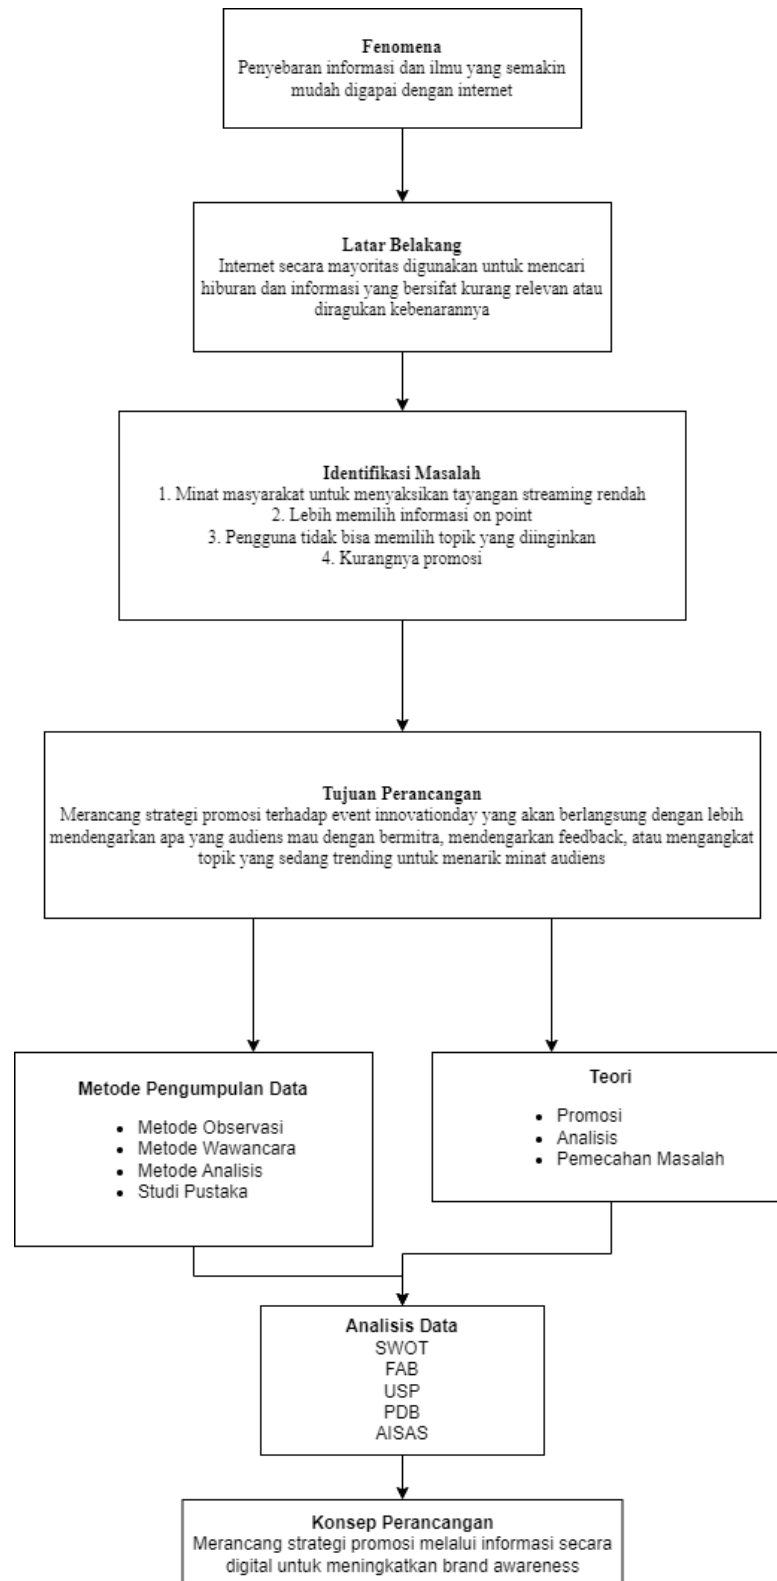 Fenomena
Penyebaran informasi dan ilmu yang semakin
mudah digapai dengan internet
Latar Belakang
Internet secara mayoritas digunakan untuk mencari
hiburan dan informasi yang bersifat kurang relevan atau
diragukan kebenarannya
Identifikasi Masalah
1. Minat masyarakat untuk menyaksikan tayangan streaming rendah
2. Lebih memilih informasi on point
3. Pengguna tidak bisa memilih topik yang diinginkan
4. Kurangnya promosi
Tujuan Perancangan
Merancang strategi promosi terhadap event innovationday yang akan berlangsung dengan lebih
mendengarkan apa yang audiens mau dengan bermitra, mendengarkan feedback, atau mengangkat
topik yang sedang trending untuk menarik minat audiens
Metode Pengumpulan Data
• Metode Observasi
• Metode Wawancara
• Metode Analisis
• Studi Pustaka
Teori
• Promosi
• Analisis
• Pemecahan Masalah
Analisis Data
SWOT
FAB
USP
PDB
AISAS
Konsep Perancangan
Merancang strategi promosi melalui informasi secara
digital untuk meningkatkan brand awareness